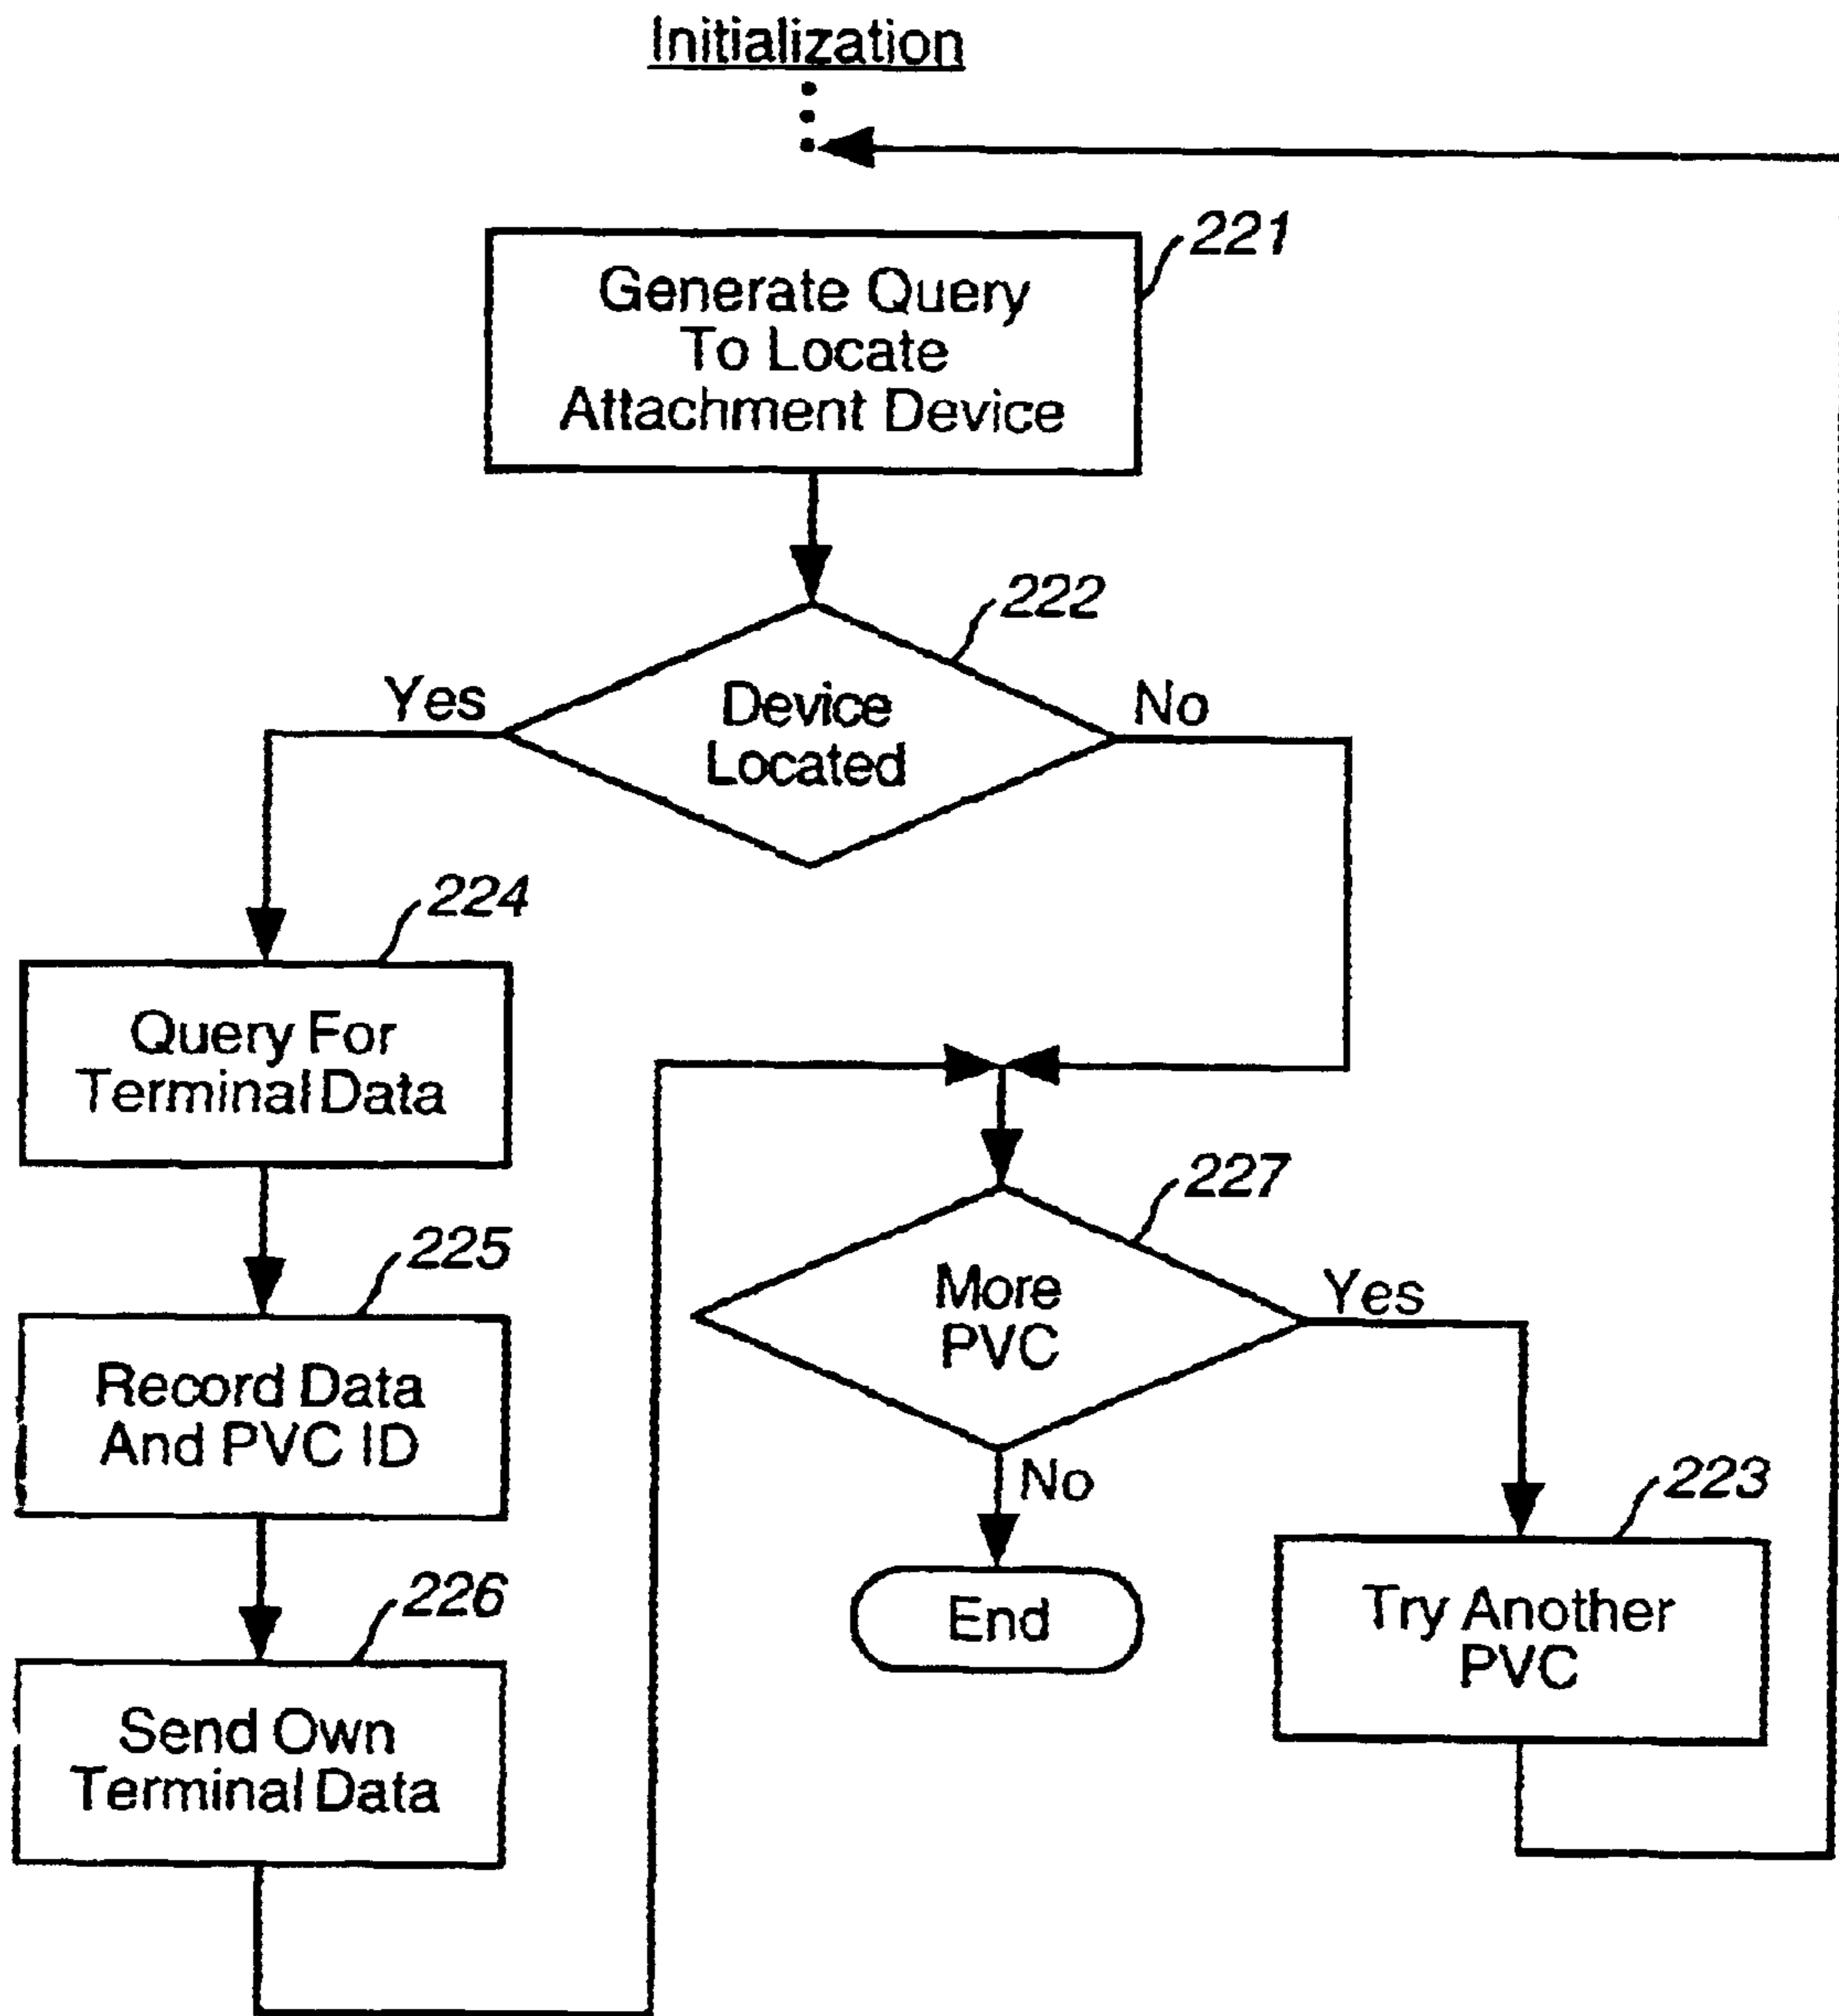 Initialization
221
Generate Query
To Locate
Attachment Device
222
Yes
Device
Located
No
224
Query For
Terminal Data
227
225
More
PVC
Yes
Record Data
And PVC ID
No
223
226
End
Try Another
PVC
Send Own
Terminal Data